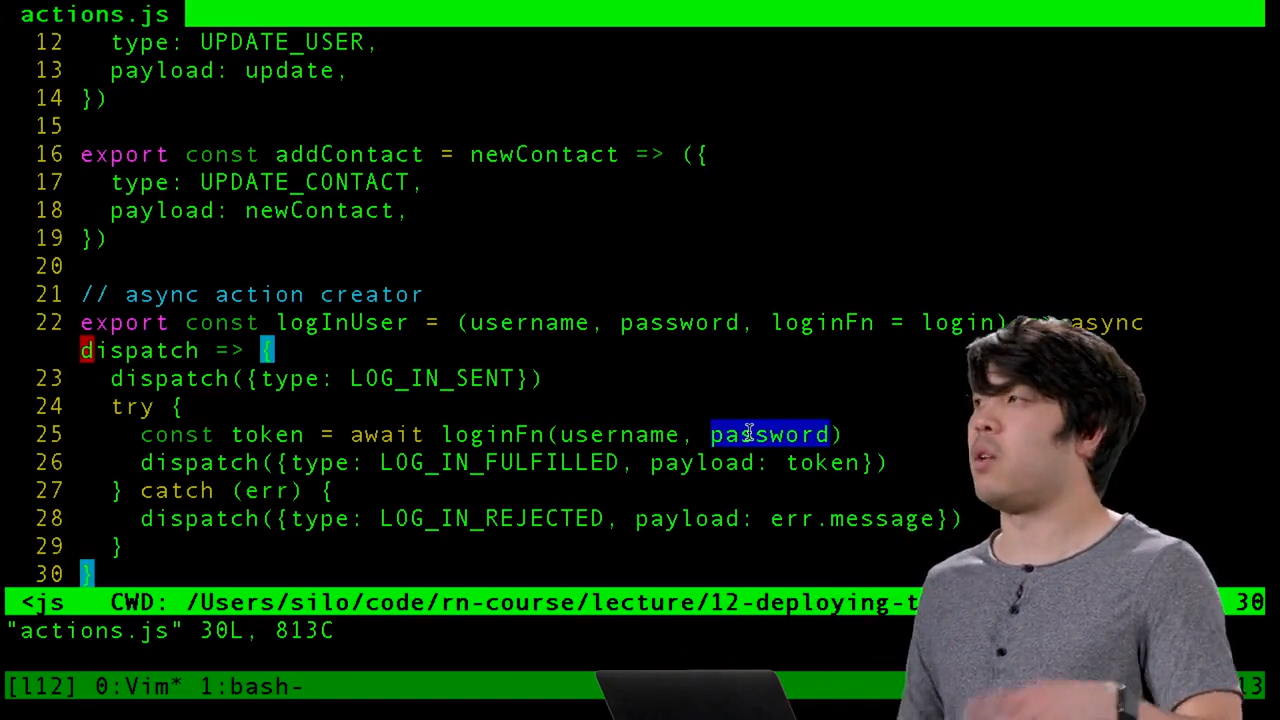 actions.js
12 type: UPDATE_USER,
13 payload: update,
14 })
15
16 export const addContact = newContact => ({
17 type: UPDATE_CONTACT,
18 payload: newContact,
19 })
20
21 // async action creator
22 export const logInUser = (username, password, loginFn = login) async
dispatch => {
23 dispatch({type: LOG_IN_SENT})
24 try {
25 const token = await loginFn(username, password)
26 dispatch({type: LOG_IN_FULFILLED, payload: token})
27 } catch (err) {
28 dispatch({type: LOG_IN_REJECTED, payload: err.message})
29 }
30 }
<js CWD: /Users/silo/code/rn-course/lecture/12-deploying-t 30
"actions.js" 30L, 813C
[l12] 0:Vim* 1:bash- 13